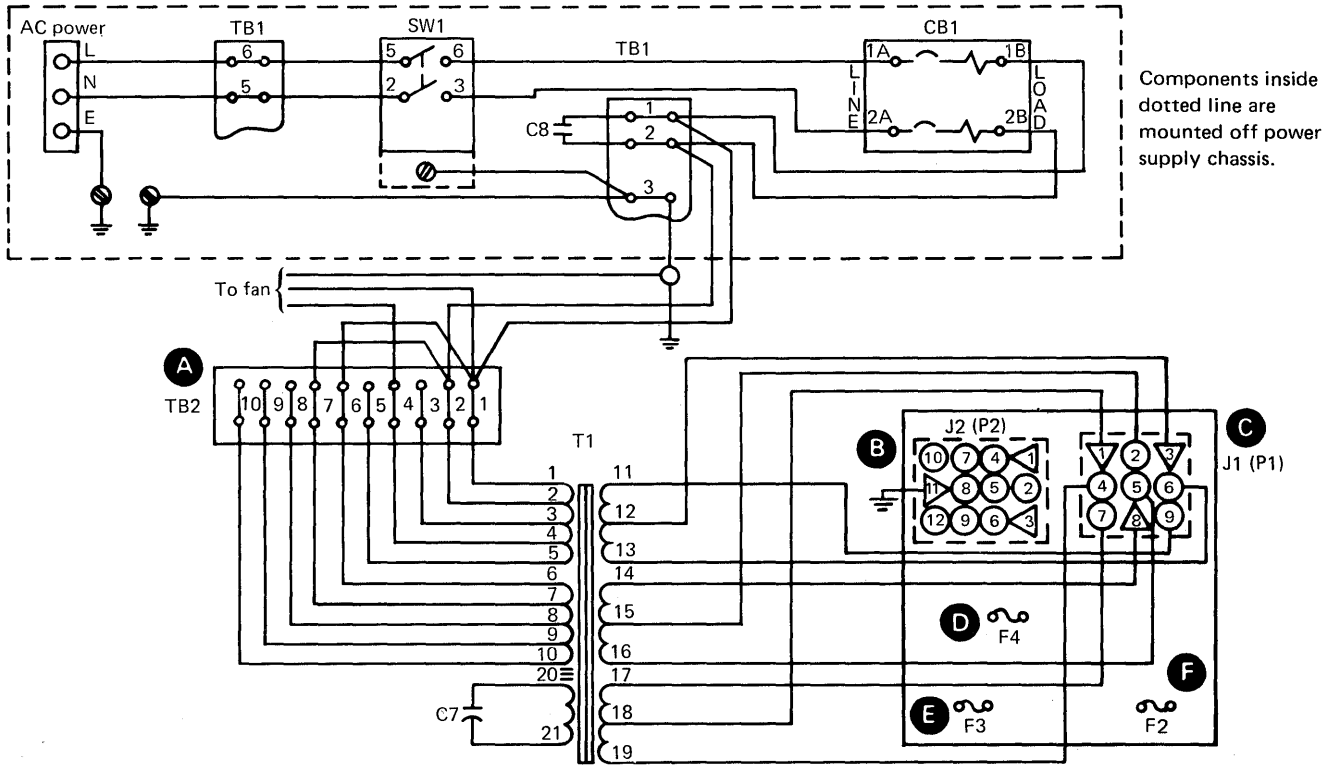 AC power
TB1
SW1
TB1
CB1
L
6
5
6
1A
1B
N
5
2
3
LINE
LOAD
E
2A
2B
C8
1
2
3
Components inside
dotted line are
mounted off power
supply chassis.
To fan
A
TB2
10 9 8 7 6 5 4 3 2 1
T1
B
J2 (P2)
10 7 4 1
11 8 5 2
12 9 6 3
C
J1 (P1)
1 2 3
4 5 6
7 8 9
1
2
3
4
5
6
7
8
9
10
20
21
C7
11
12
13
14
15
16
17
18
19
D
F4
E
F3
F
F2